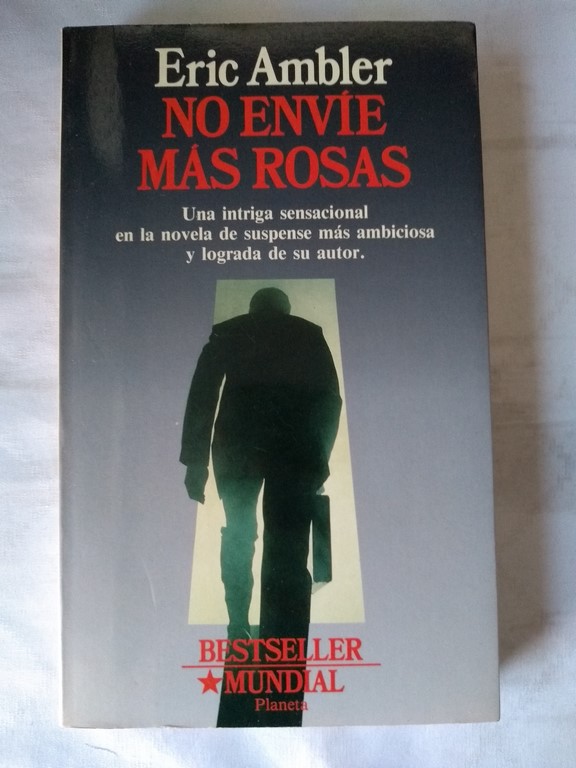 Eric Ambler
NO ENVÍE
MÁS ROSAS
Una intriga sensacional
en la novela de suspense más ambiciosa
y lograda de su autor.
BESTSELLER
★MUNDIAL
Planeta